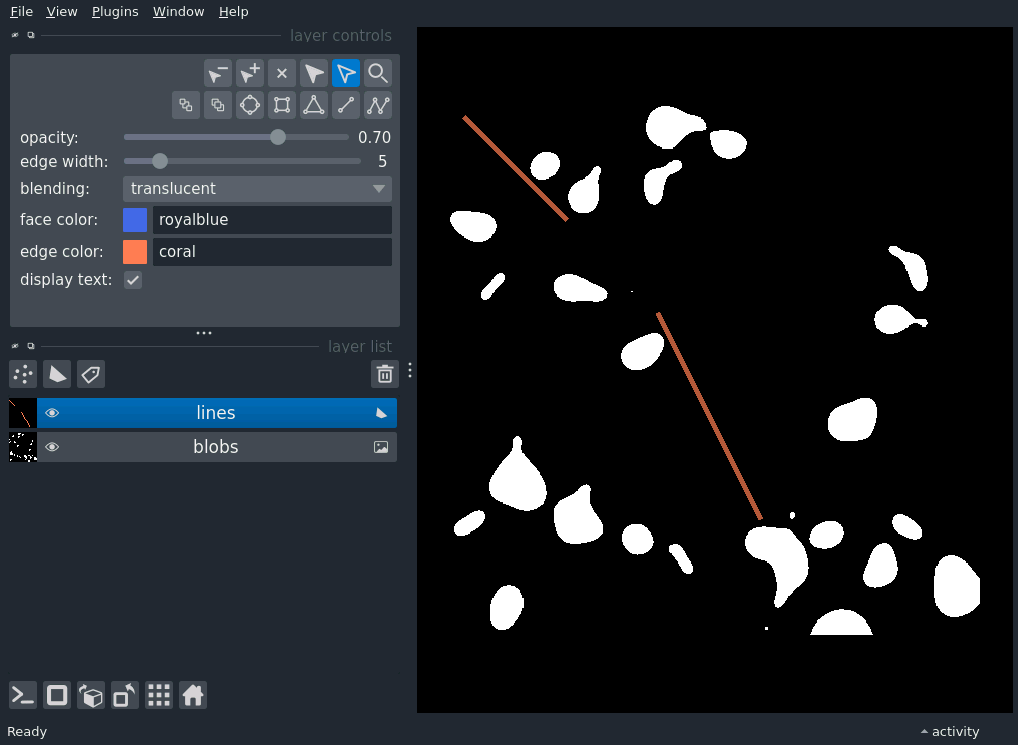 File View Plugins Window Help
layer controls
opacity: 0.70
edge width: 5
blending: translucent
face color: royalblue
edge color: coral
display text:
layer list
lines
blobs
Ready activity